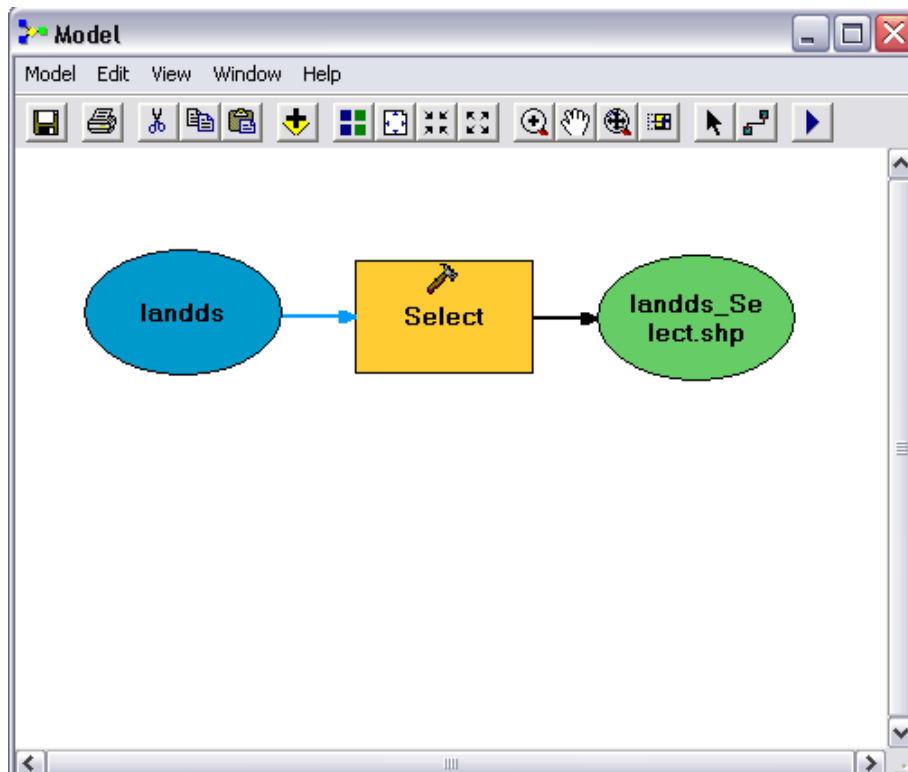 Model
Model Edit View Window Help
landds
Select
landds_Se
lect.shp